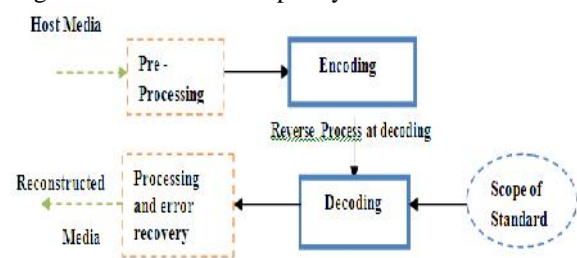 Host Media
Pre -
Processing
Encoding
Reverse Process at decoding
Reconstructed
Media
Processing
and error
recovery
Decoding
Scope of
Standard